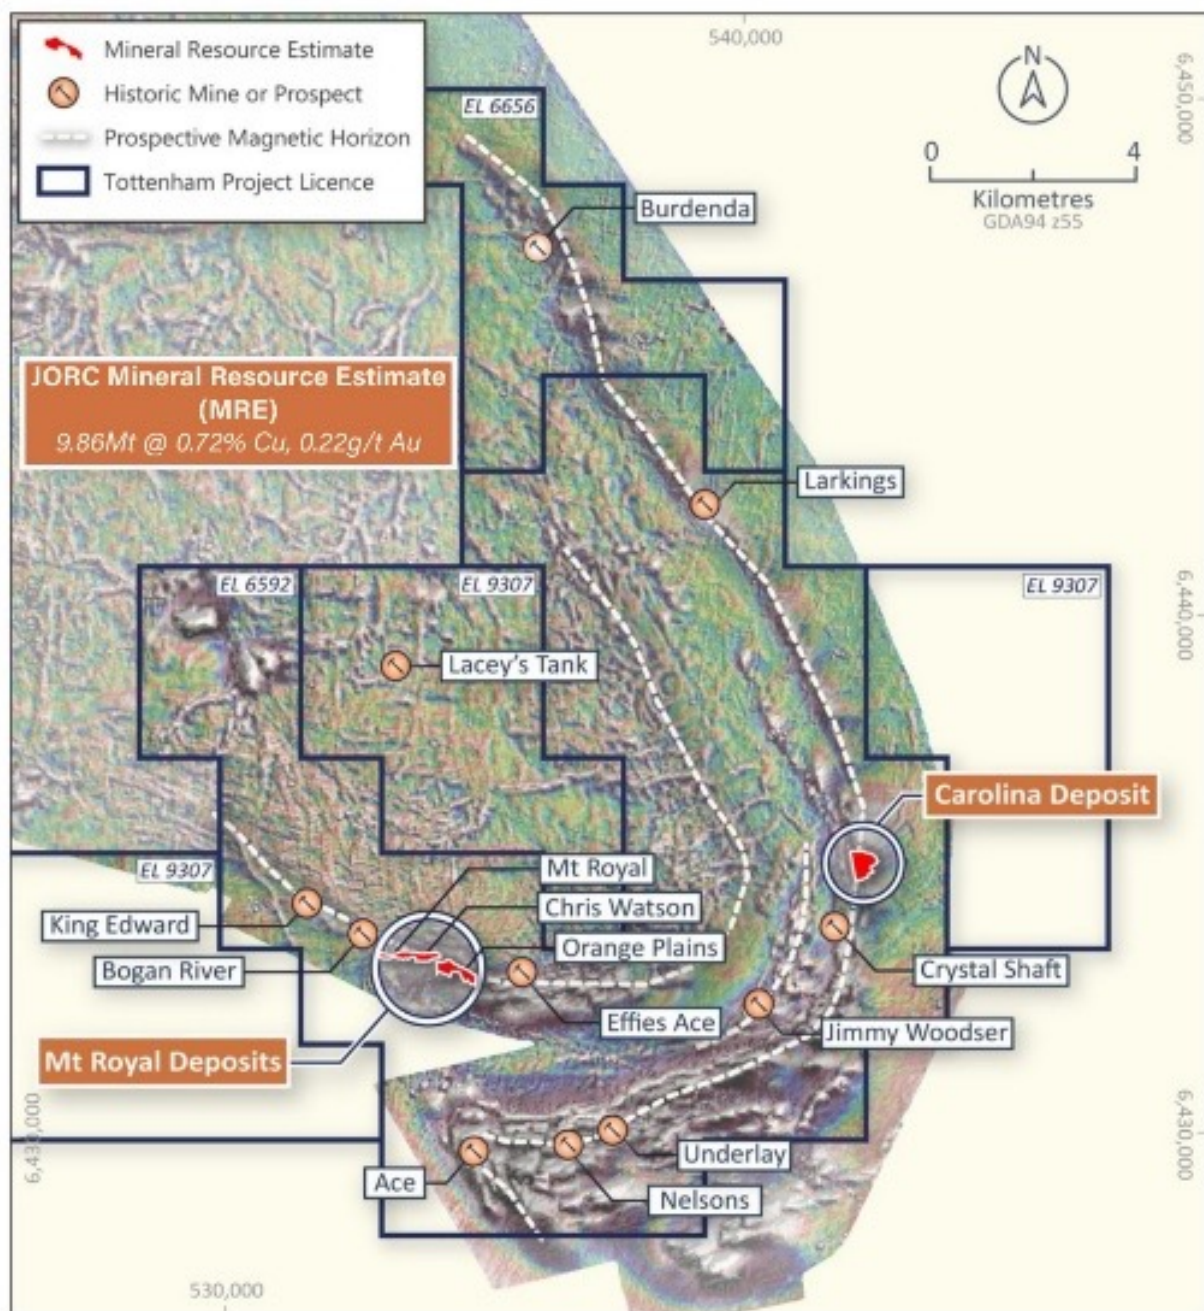 Mineral Resource Estimate
Historic Mine or Prospect
Prospective Magnetic Horizon
Tottenham Project Licence
540,000
6,450,000
N
0 4
Kilometres
GDA94 z55
EL 6656
Burdenda
JORC Mineral Resource Estimate
(MRE)
9.86Mt @ 0.72% Cu, 0.22g/t Au
Larkings
EL 6592
EL 9307
EL 9307
6,440,000
Lacey's Tank
Carolina Deposit
EL 9307
Mt Royal
Chris Watson
King Edward
Orange Plains
Bogan River
Crystal Shaft
Effies Ace
Jimmy Woodser
Mt Royal Deposits
6,430,000
6,430,000
Underlay
Ace
Nelsons
530,000